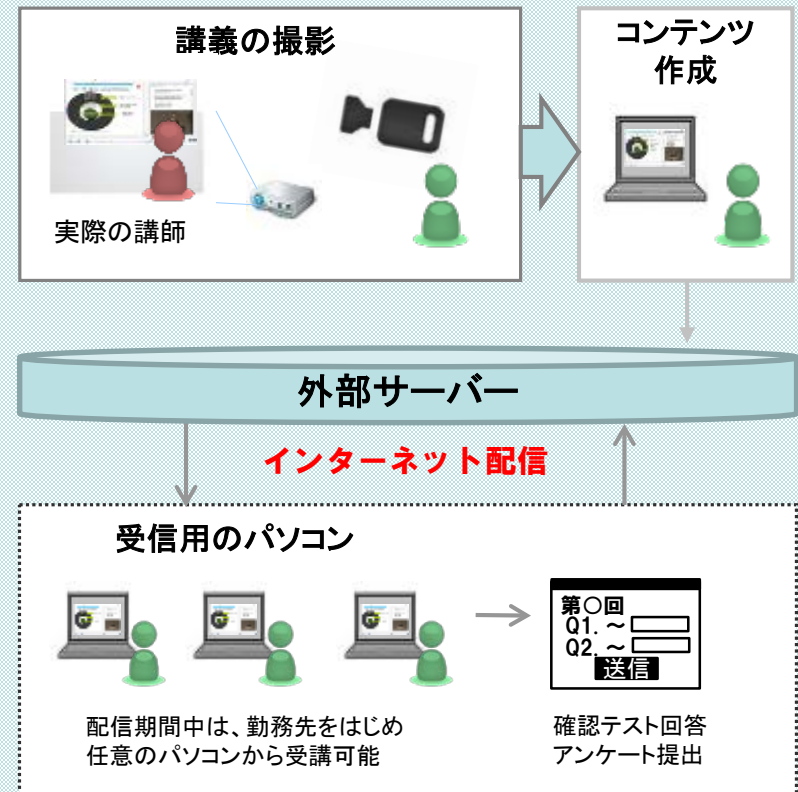 講義の撮影
実際の講師
コンテンツ
作成
外部サーバー
インターネット配信
受信用のパソコン
第○回
Q1. ～
Q2. ～
送信
配信期間中は、勤務先をはじめ
任意のパソコンから受講可能
確認テスト回答
アンケート提出